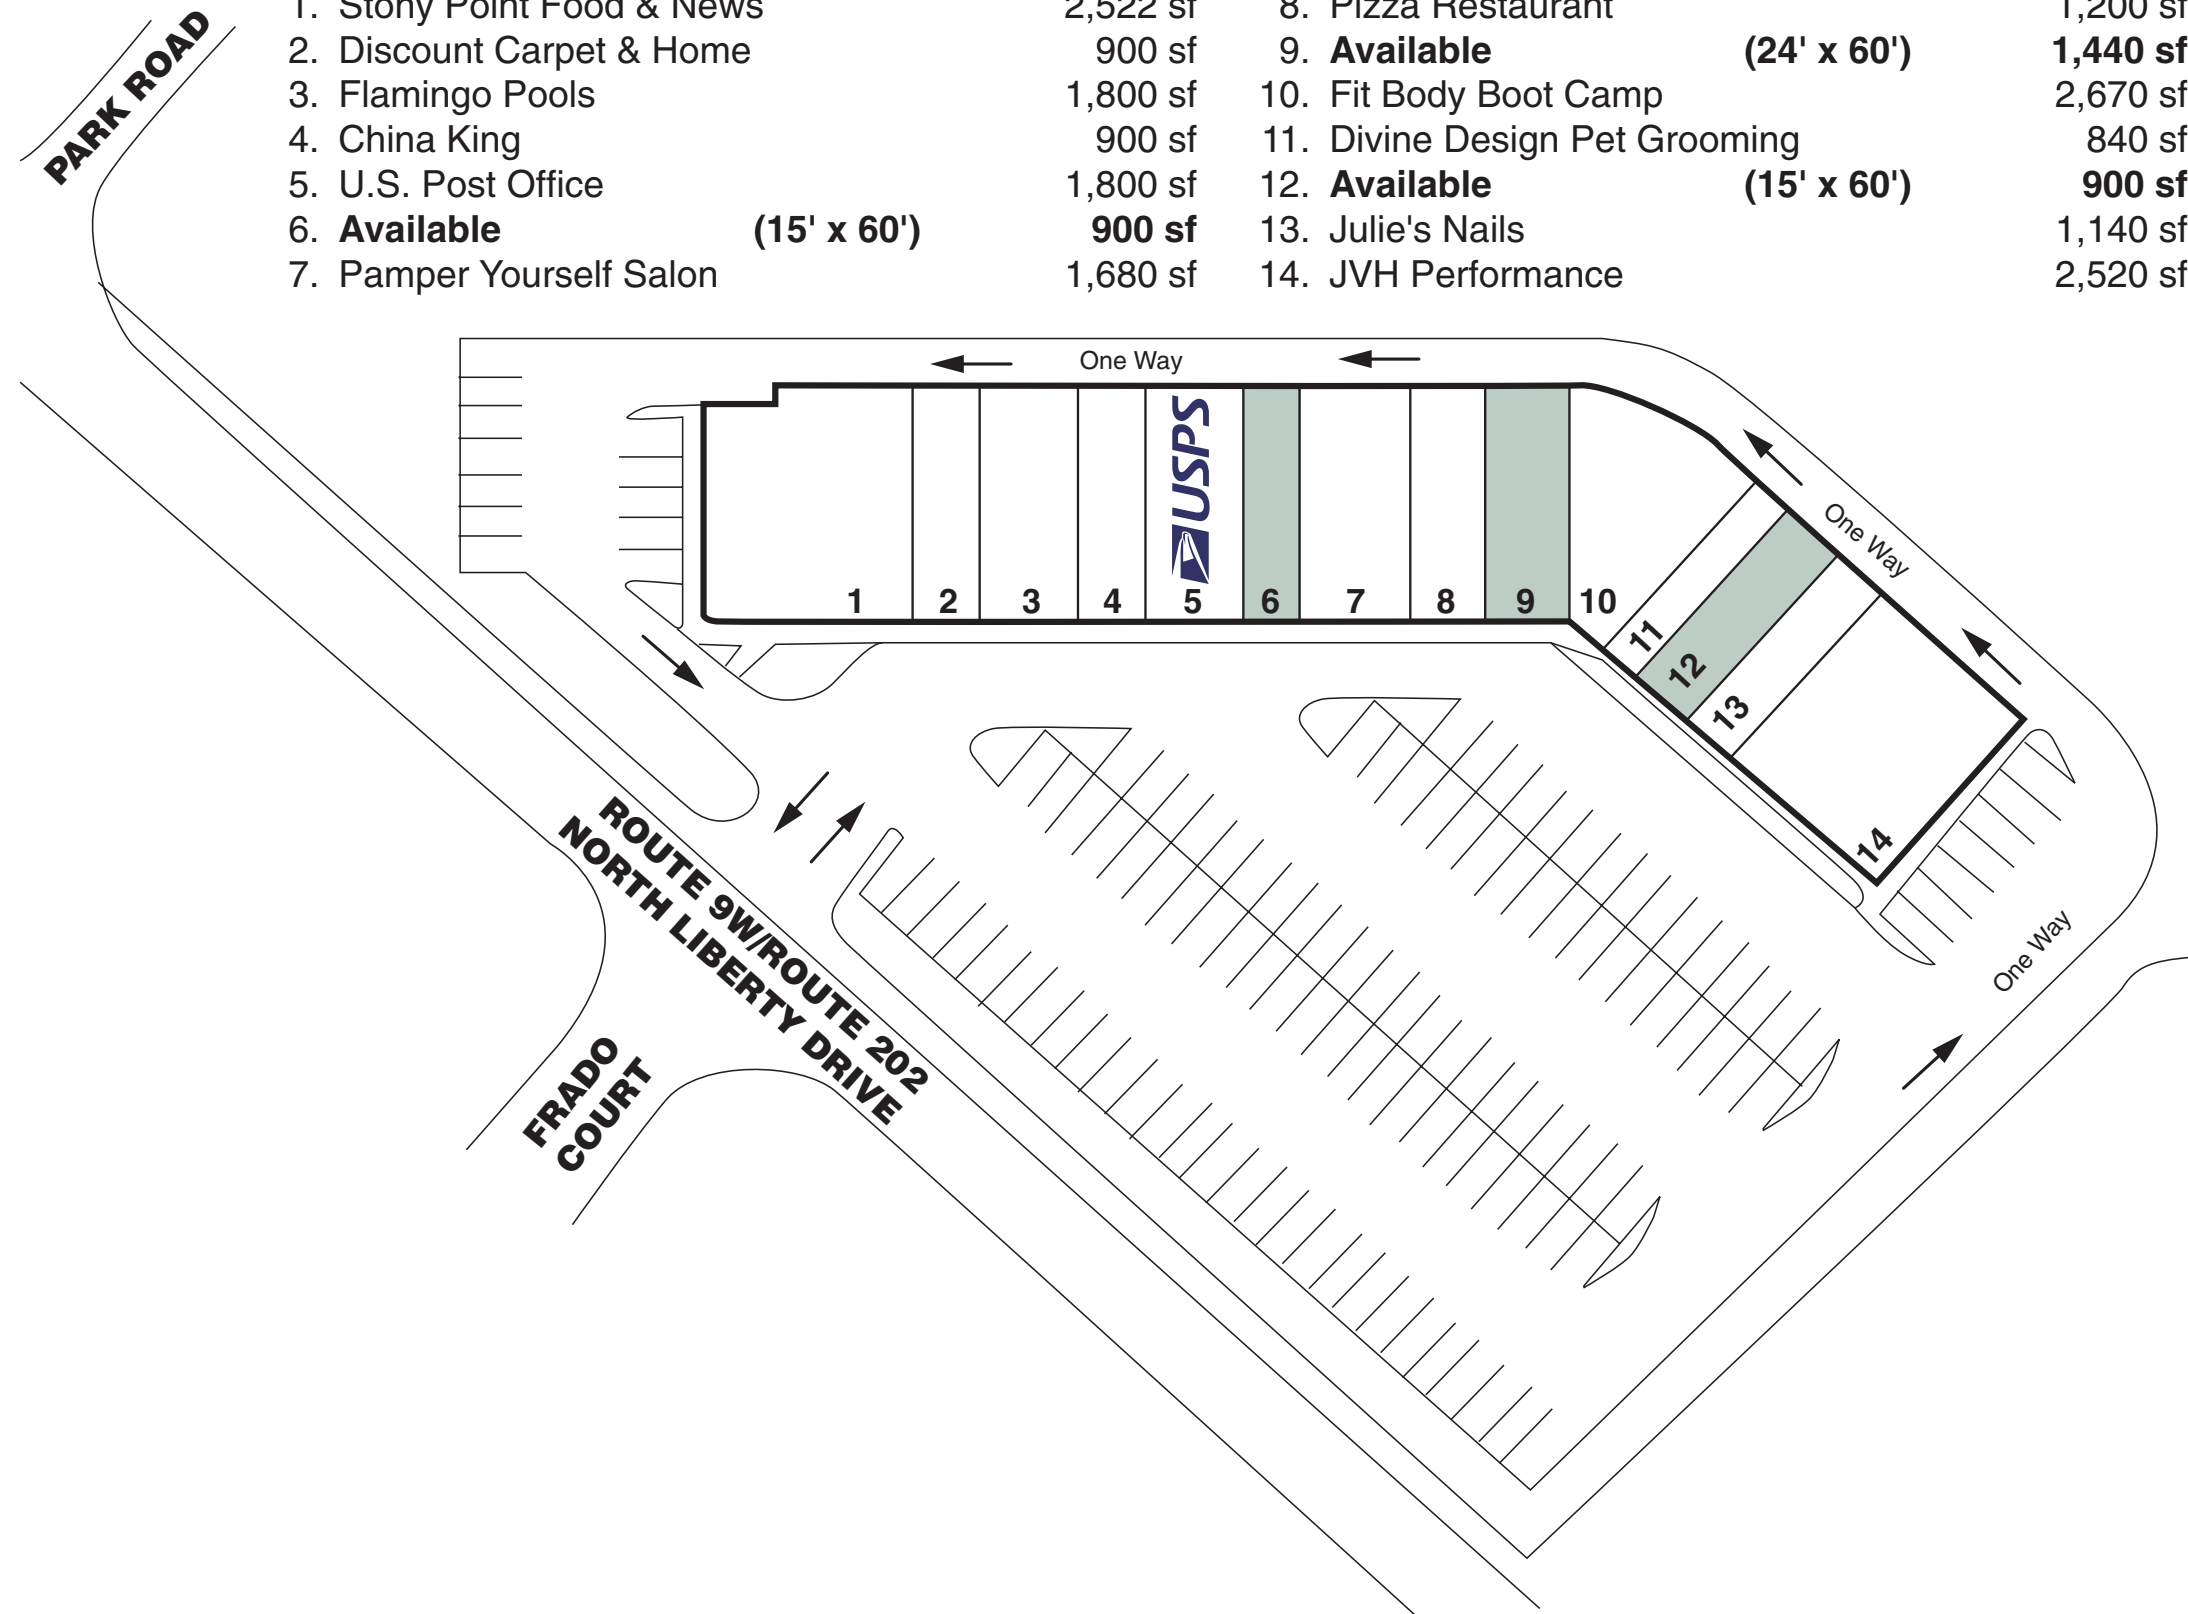 1. Stony Point Food & News 2,522 sf
2. Discount Carpet & Home 900 sf
3. Flamingo Pools 1,800 sf
4. China King 900 sf
5. U.S. Post Office 1,800 sf
6. Available (15' x 60') 900 sf
7. Pamper Yourself Salon 1,680 sf
8. Pizza Restaurant 1,200 sf
9. Available (24' x 60') 1,440 sf
10. Fit Body Boot Camp 2,670 sf
11. Divine Design Pet Grooming 840 sf
12. Available (15' x 60') 900 sf
13. Julie's Nails 1,140 sf
14. JVH Performance 2,520 sf
PARK ROAD
One Way
USPS
1 2 3 4 5 6 7 8 9 10
11
12
13
14
One Way
One Way
ROUTE 9W/ROUTE 202
NORTH LIBERTY DRIVE
FRADO
COURT